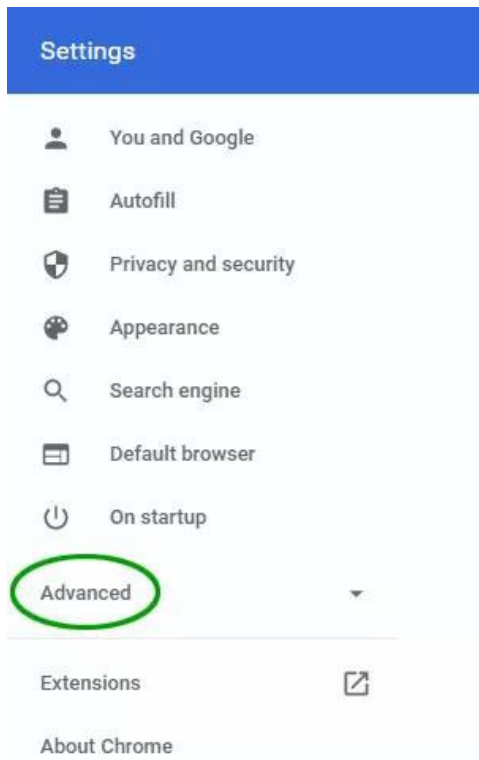 Settings
You and Google
Autofill
Privacy and security
Appearance
Search engine
Default browser
On startup
Advanced
Extensions
About Chrome